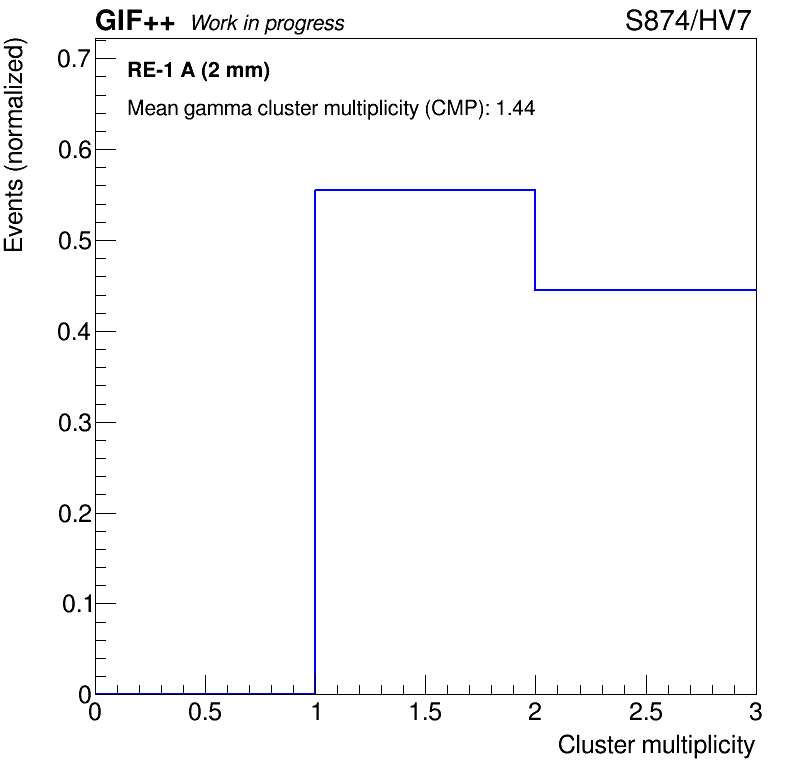 GIF++ Work in progress S874/HV7
RE-1 A (2 mm)
Mean gamma cluster multiplicity (CMP): 1.44
Events (normalized)
0.7
0.6
0.5
0.4
0.3
0.2
0.1
0
0 0.5 1 1.5 2 2.5 3
Cluster multiplicity